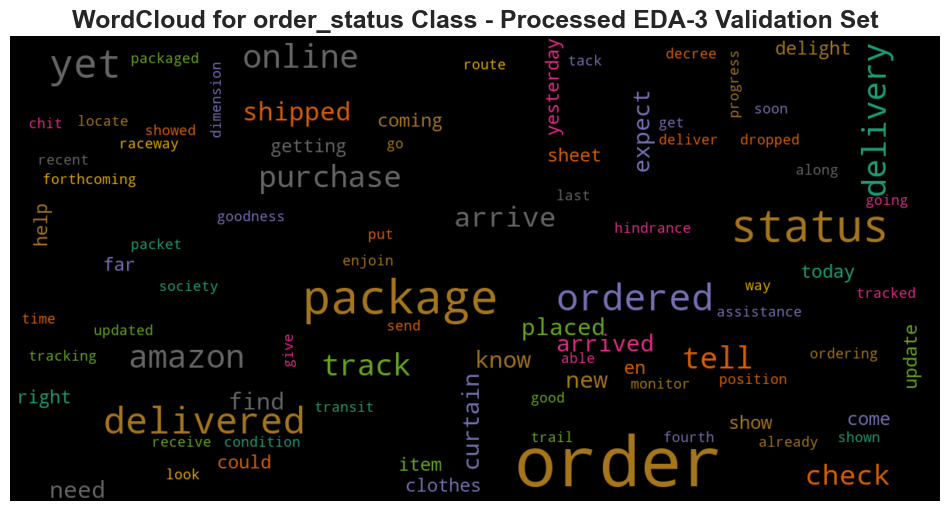 WordCloud for order_status Class - Processed EDA-3 Validation Set
yet
packaged
online
route
yesterday
tack
decree
progress
delight
delivery
dimension
shipped
coming
expect
get
soon
chit
locate
showed
raceway
getting
go
sheet
deliver
dropped
recent
forthcoming
purchase
last
along
going
help
goodness
arrive
hindrance
status
packet
put
far
enjoin
today
society
package
ordered
way
tracked
assistance
time
updated
send
placed
tracking
amazon
give
track
know
arrived
able
en
tell
ordering
update
right
find
transit
curtain
new
monitor
position
good
delivered
receive
condition
trail
order
fourth
show
already
come
shown
look
could
item
clothes
check
need